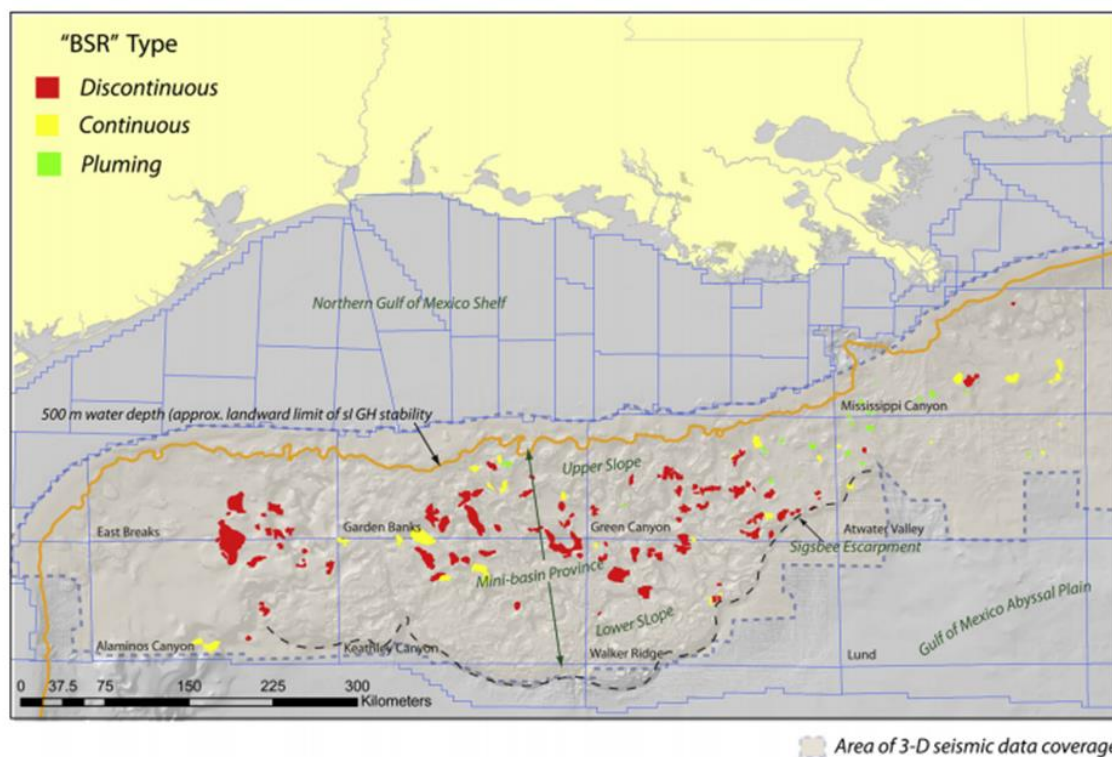 “BSR” Type
Discontinuous
Continuous
Pluming
Northern Gulf of Mexico Shelf
500 m water depth (approx. landward limit of sI GH stability
Mississippi Canyon
Upper Slope
East Breaks
Garden Banks
Green Canyon
Atwater Valley
Sigsbee Escarpment
Mini-basin Province
Gulf of Mexico Abyssal Plain
Lower Slope
Alaminos Canyon
Keathley Canyon
Walker Ridge
Lund
0 37.5 75 150 225 300
Kilometers
Area of 3-D seismic data coverage